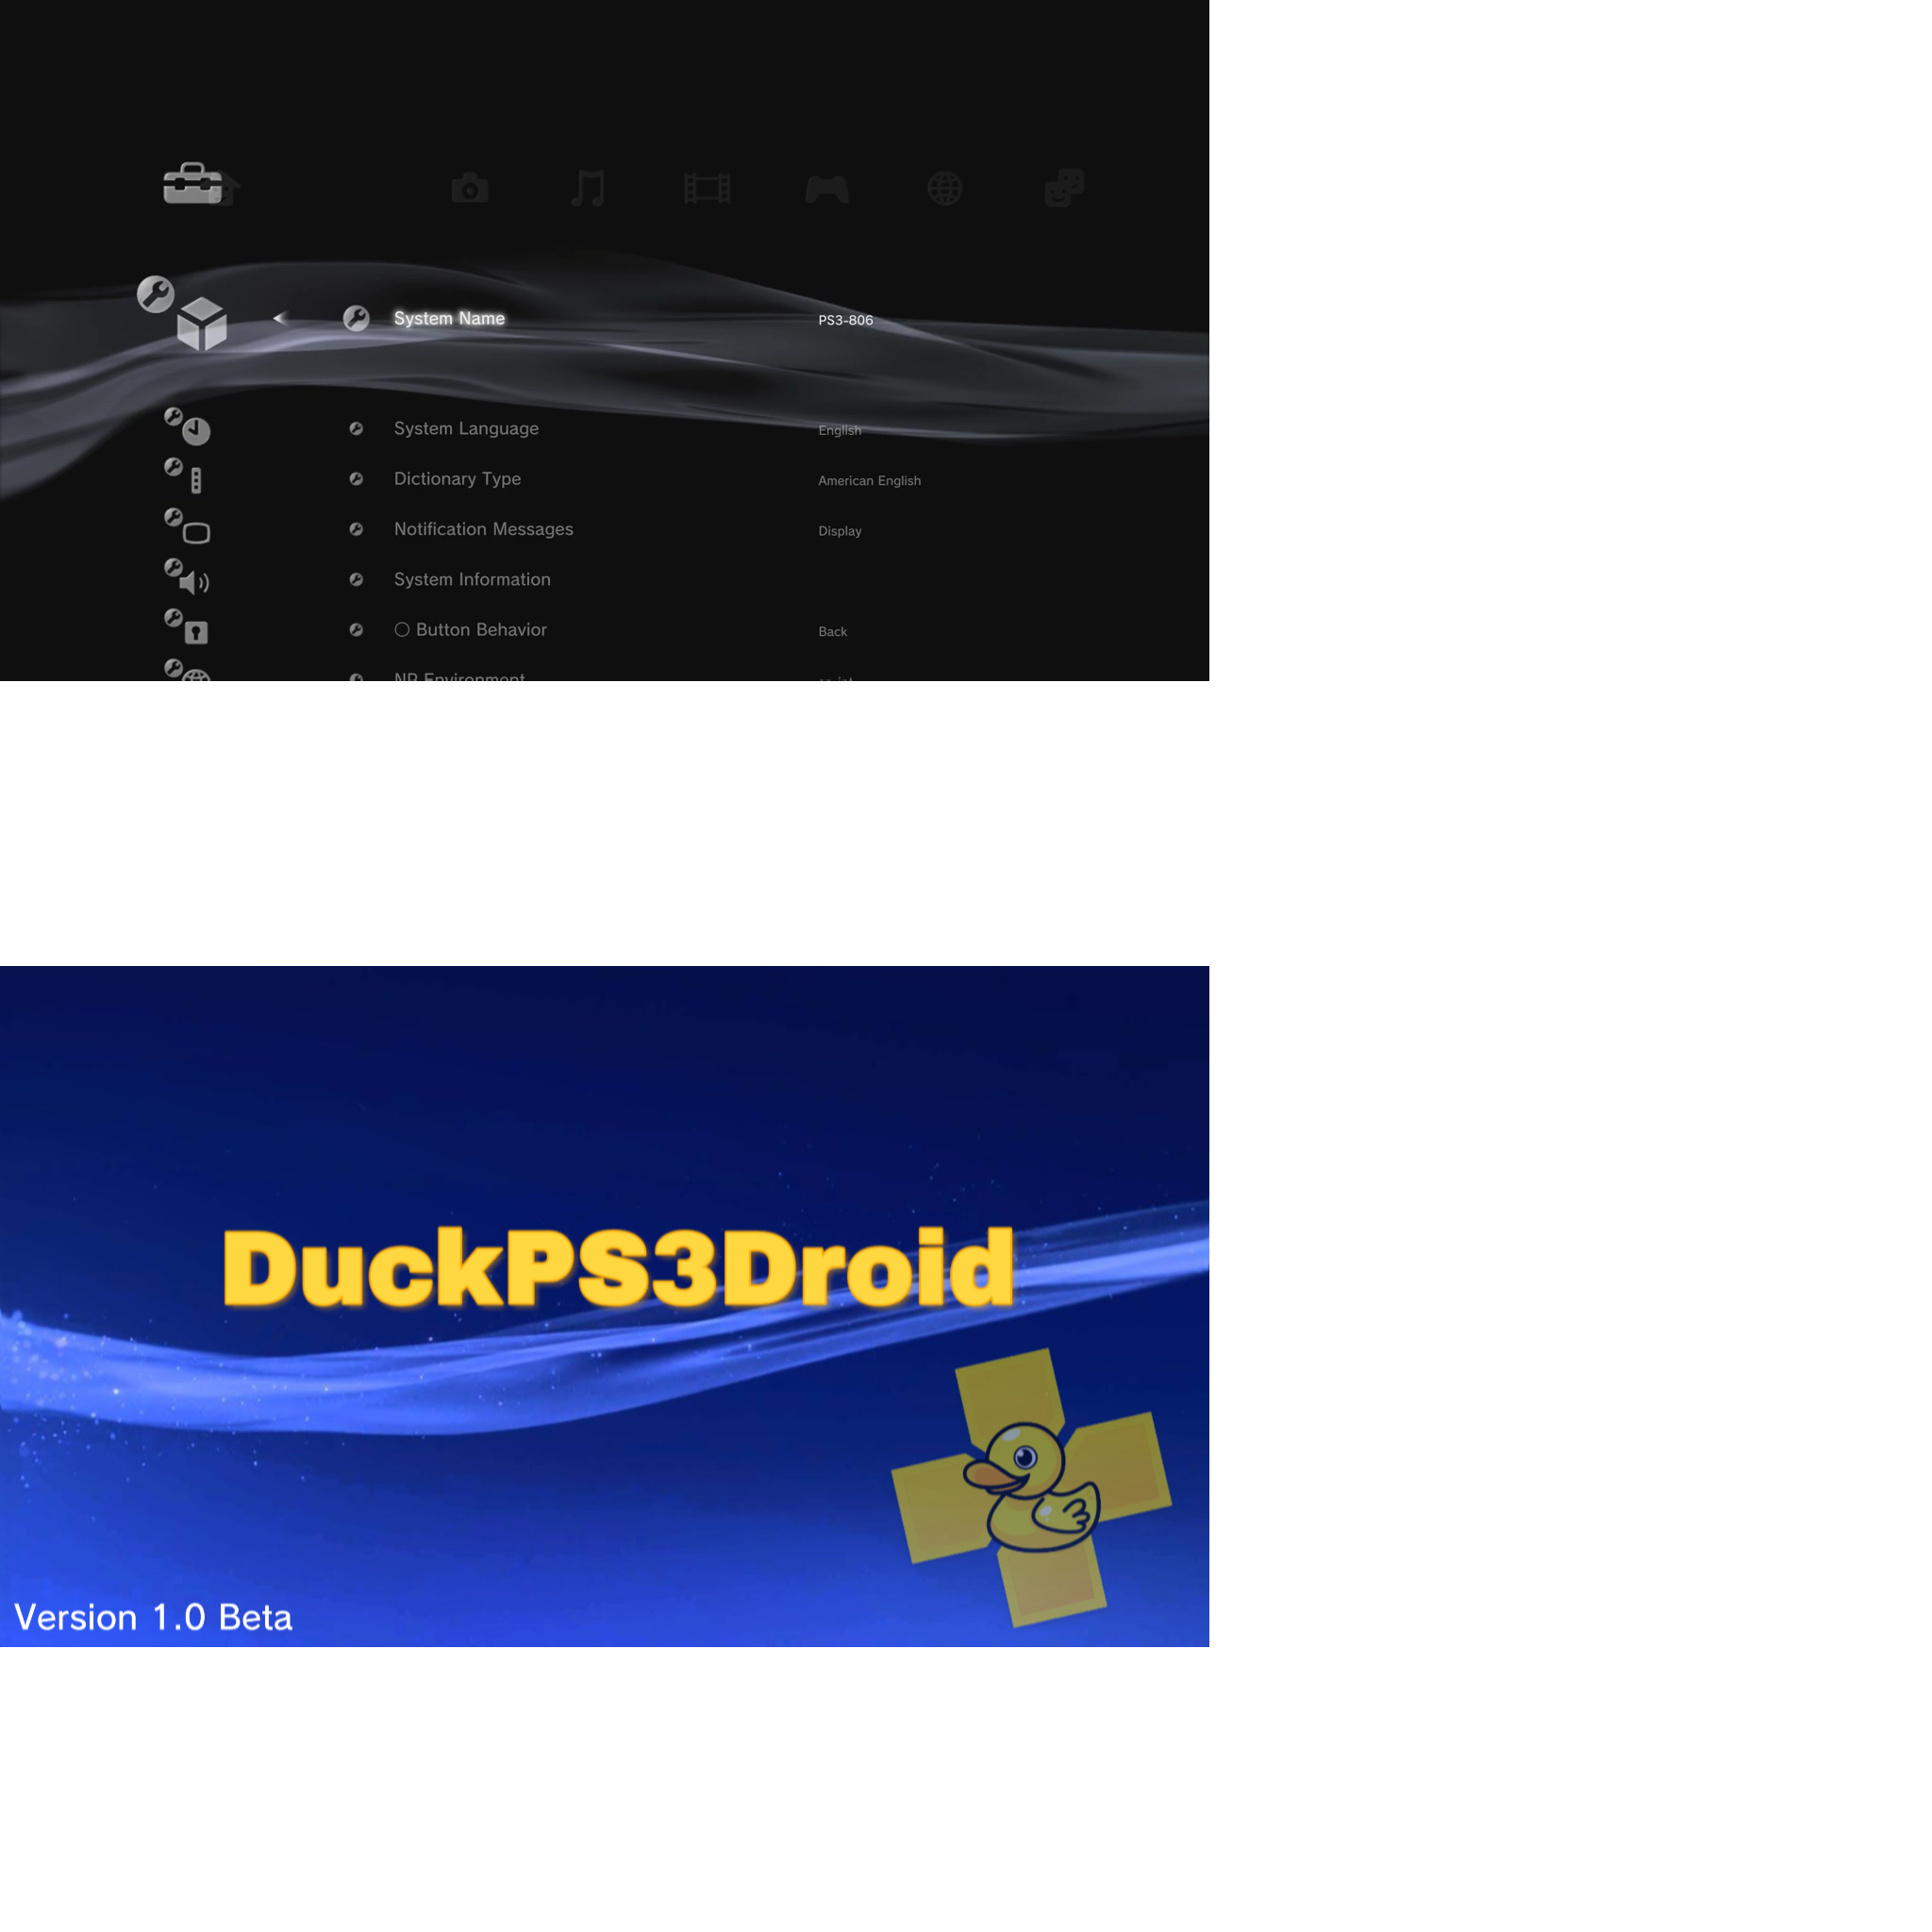 System Name PS3-806
System Language English
Dictionary Type American English
Notification Messages Display
System Information
○ Button Behavior Back
NP Environment
DuckPS3Droid
Version 1.0 Beta